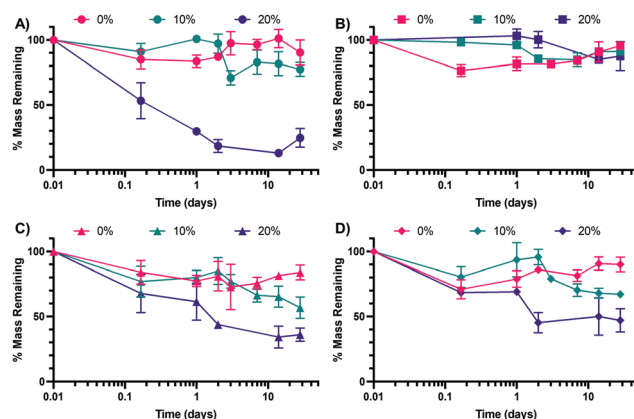 A) 0% 10% 20%
B) 0% 10% 20%
% Mass Remaining
100
50
0
0.01 0.1 1 10
Time (days)
% Mass Remaining
100
50
0
0.01 0.1 1 10
Time (days)
C) 0% 10% 20%
D) 0% 10% 20%
% Mass Remaining
100
50
0
0.01 0.1 1 10
Time (days)
% Mass Remaining
100
50
0
0.01 0.1 1 10
Time (days)